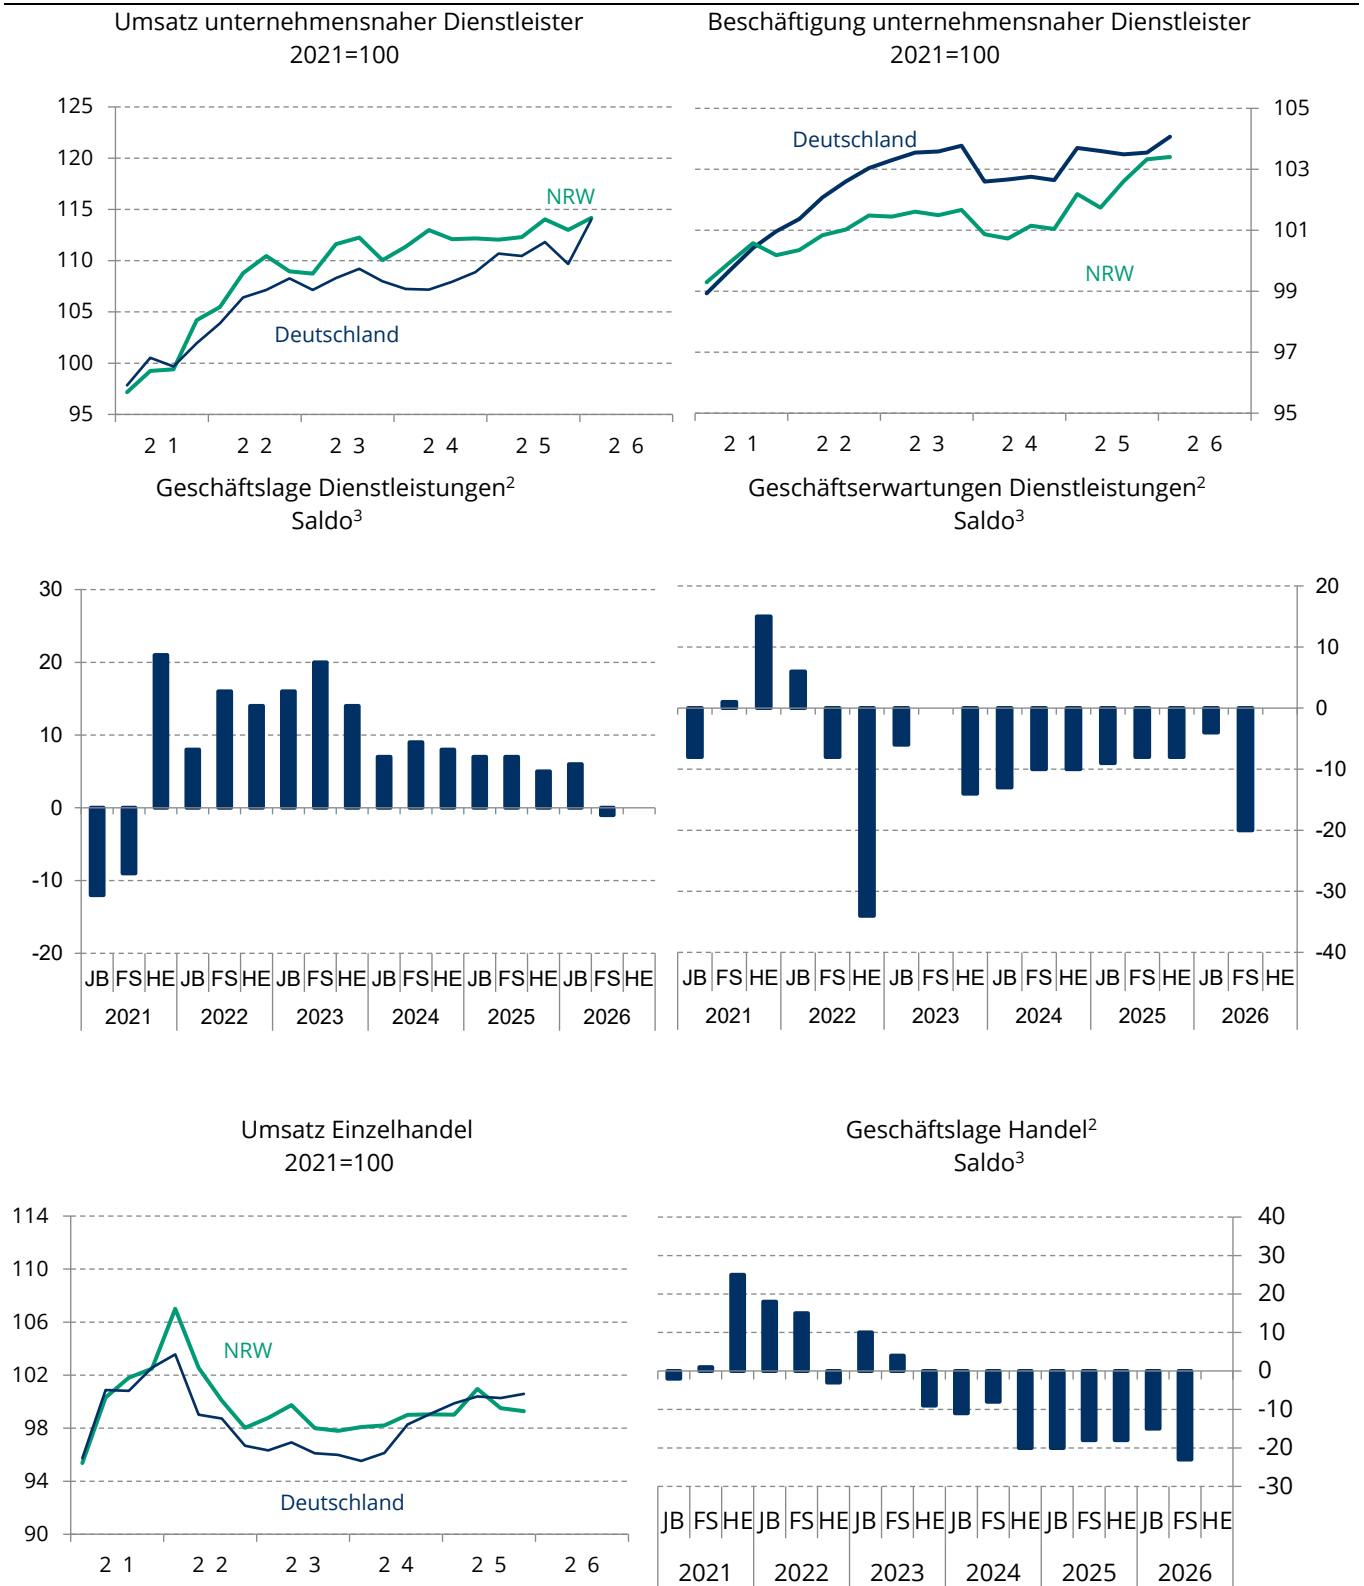 Umsatz unternehmensnaher Dienstleister
2021=100
125
120
115
110
105
100
95
NRW
Deutschland
2 1 2 2 2 3 2 4 2 5 2 6
Beschäftigung unternehmensnaher Dienstleister
2021=100
105
103
101
99
97
95
Deutschland
NRW
2 1 2 2 2 3 2 4 2 5 2 6
Geschäftslage Dienstleistungen²
Saldo³
30
20
10
0
-10
-20
JB FS HE JB FS HE JB FS HE JB FS HE JB FS HE JB FS HE
2021 2022 2023 2024 2025 2026
Geschäftserwartungen Dienstleistungen²
Saldo³
20
10
0
-10
-20
-30
-40
JB FS HE JB FS HE JB FS HE JB FS HE JB FS HE JB FS HE
2021 2022 2023 2024 2025 2026
Umsatz Einzelhandel
2021=100
114
110
106
102
98
94
90
NRW
Deutschland
2 1 2 2 2 3 2 4 2 5 2 6
Geschäftslage Handel²
Saldo³
40
30
20
10
0
-10
-20
-30
JB FS HE JB FS HE JB FS HE JB FS HE JB FS HE JB FS HE
2021 2022 2023 2024 2025 2026